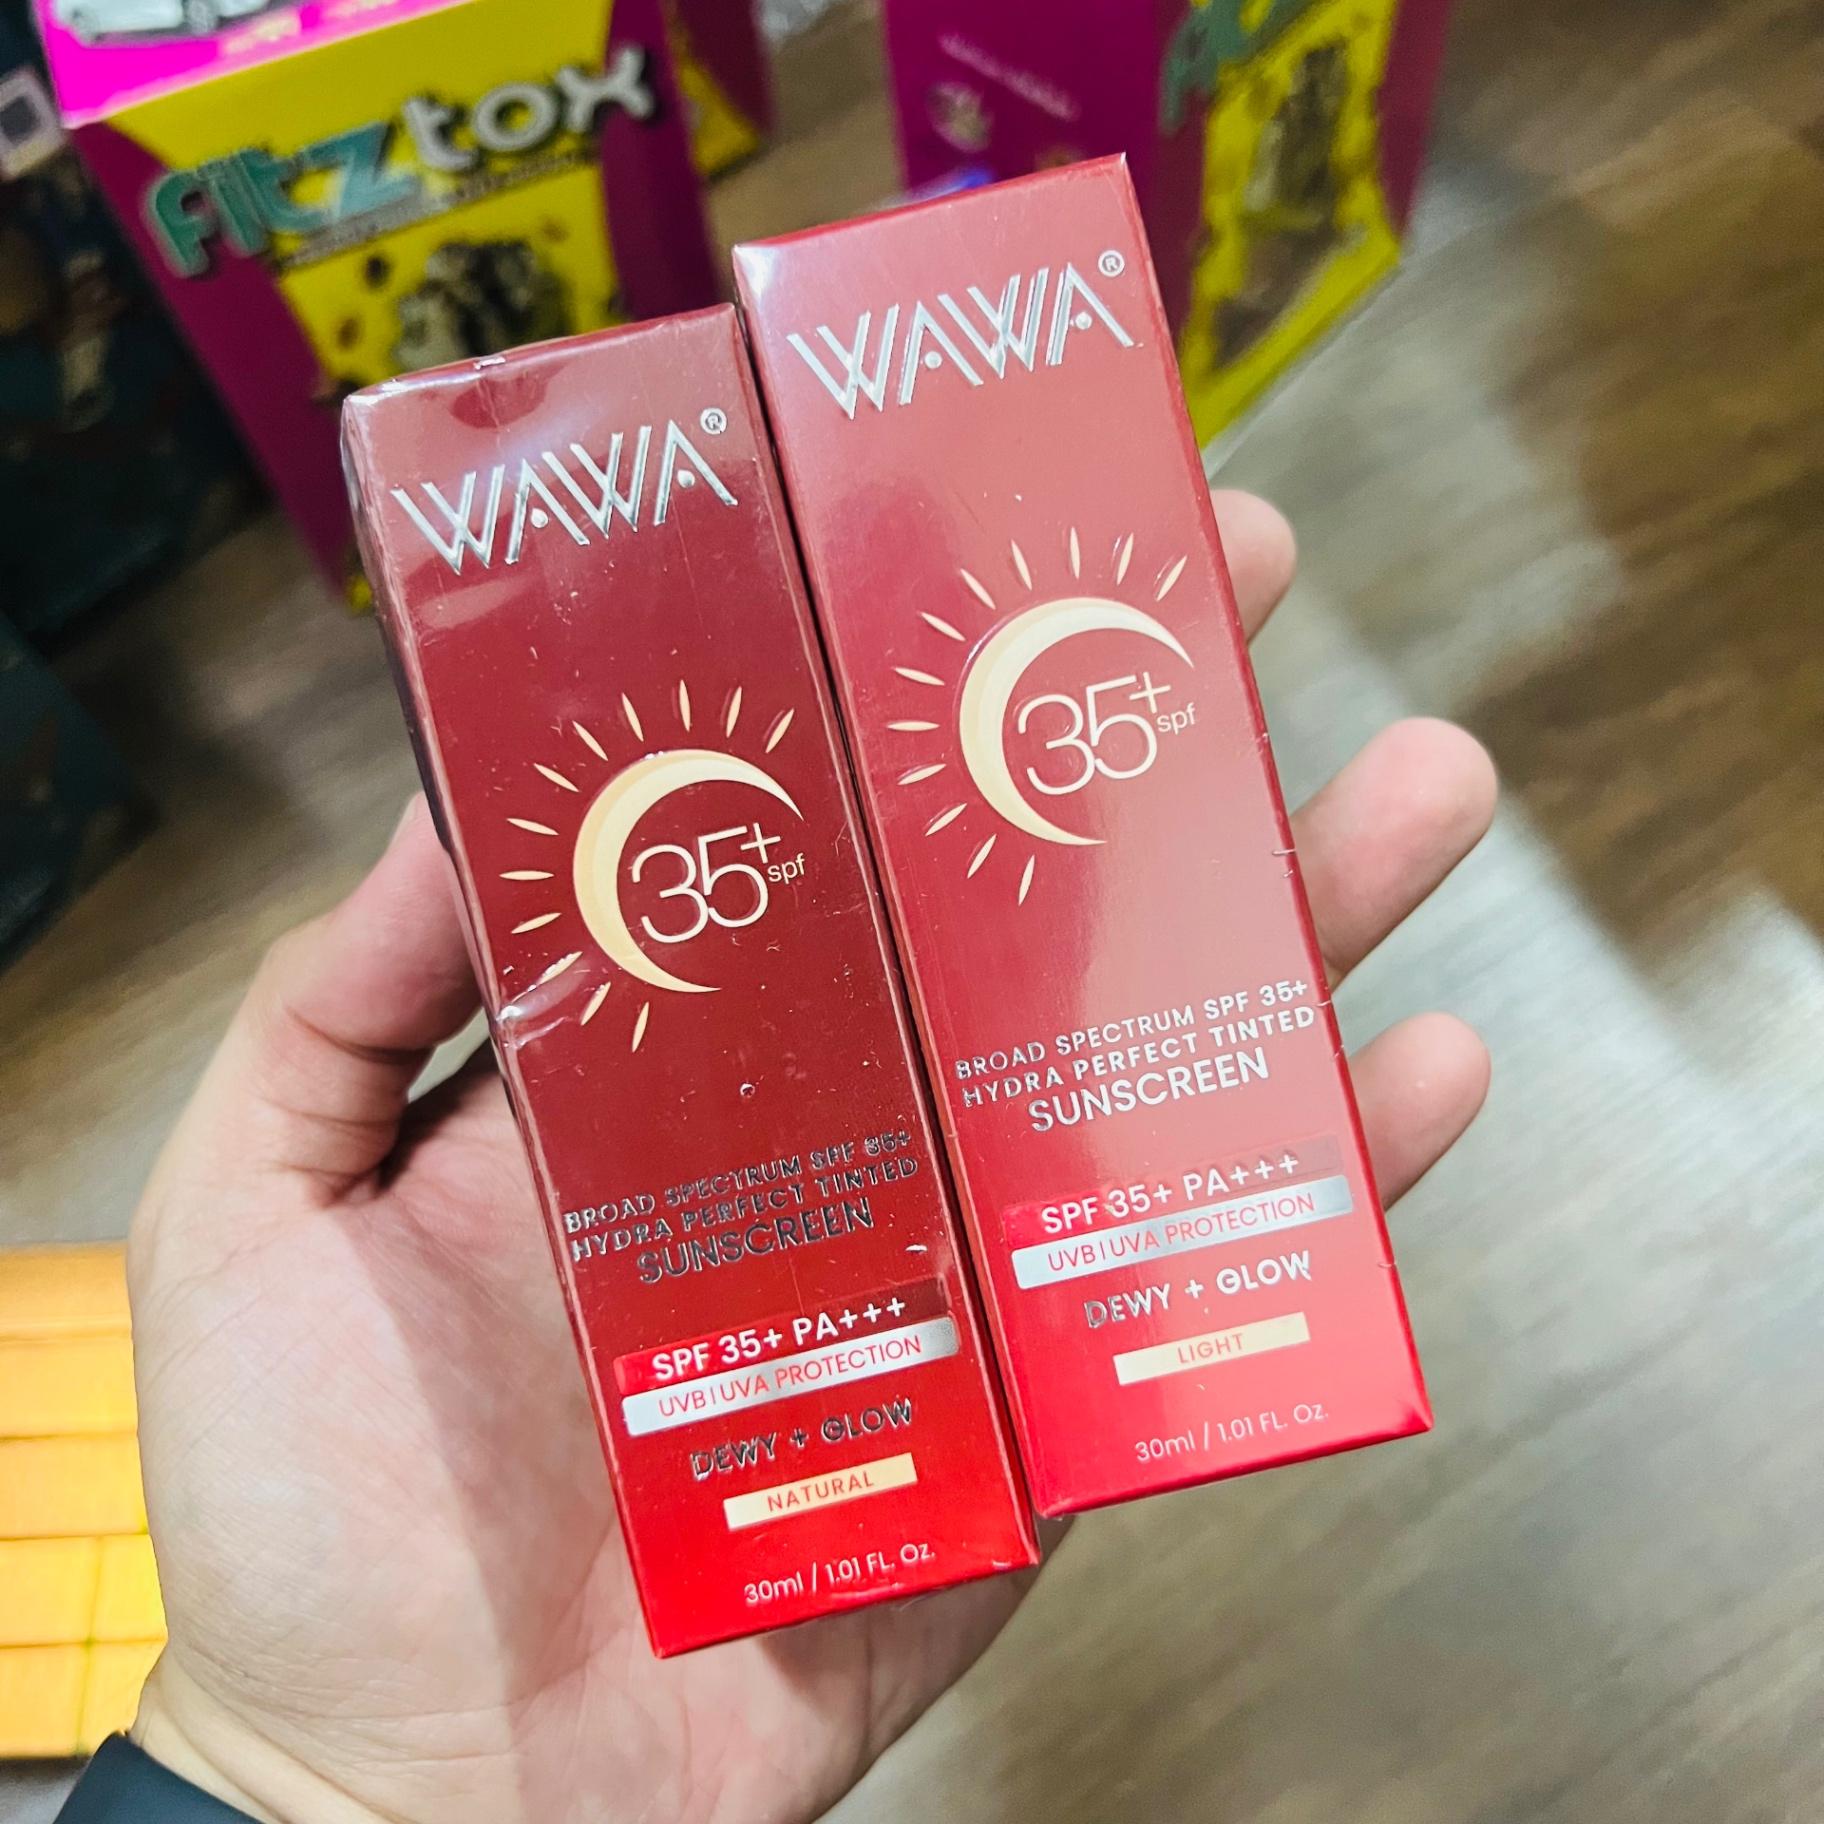 fitztox
WAWA®
35+
spf
BROAD SPECTRUM SPF 35+
HYDRA PERFECT TINTED
SUNSCREEN
SPF 35+ PA+++
UVB|UVA PROTECTION
DEWY + GLOW
NATURAL
30ml / 1.01 FL. Oz.
WAWA®
35+
spf
BROAD SPECTRUM SPF 35+
HYDRA PERFECT TINTED
SUNSCREEN
SPF 35+ PA+++
UVB|UVA PROTECTION
DEWY + GLOW
LIGHT
30ml / 1.01 FL. Oz.